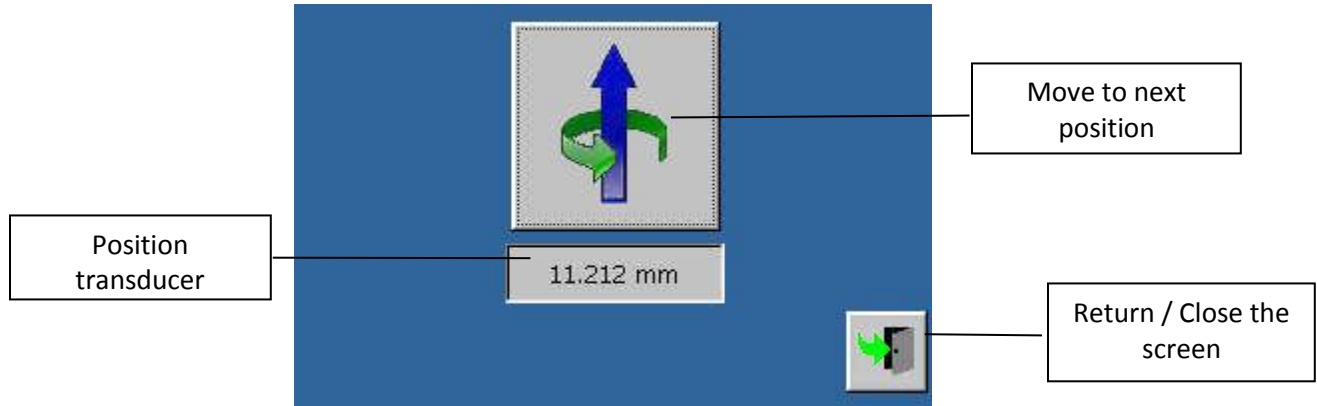 Move to next
position
Position
transducer
11.212 mm
Return / Close the
screen